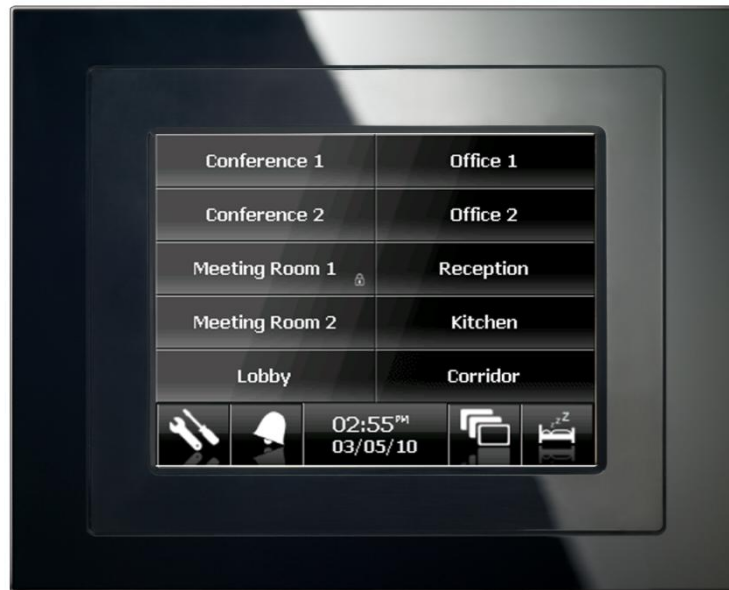 Conference 1
Office 1
Conference 2
Office 2
Meeting Room 1
Reception
Meeting Room 2
Kitchen
Lobby
Corridor
02:55PM
03/05/10
zzZ